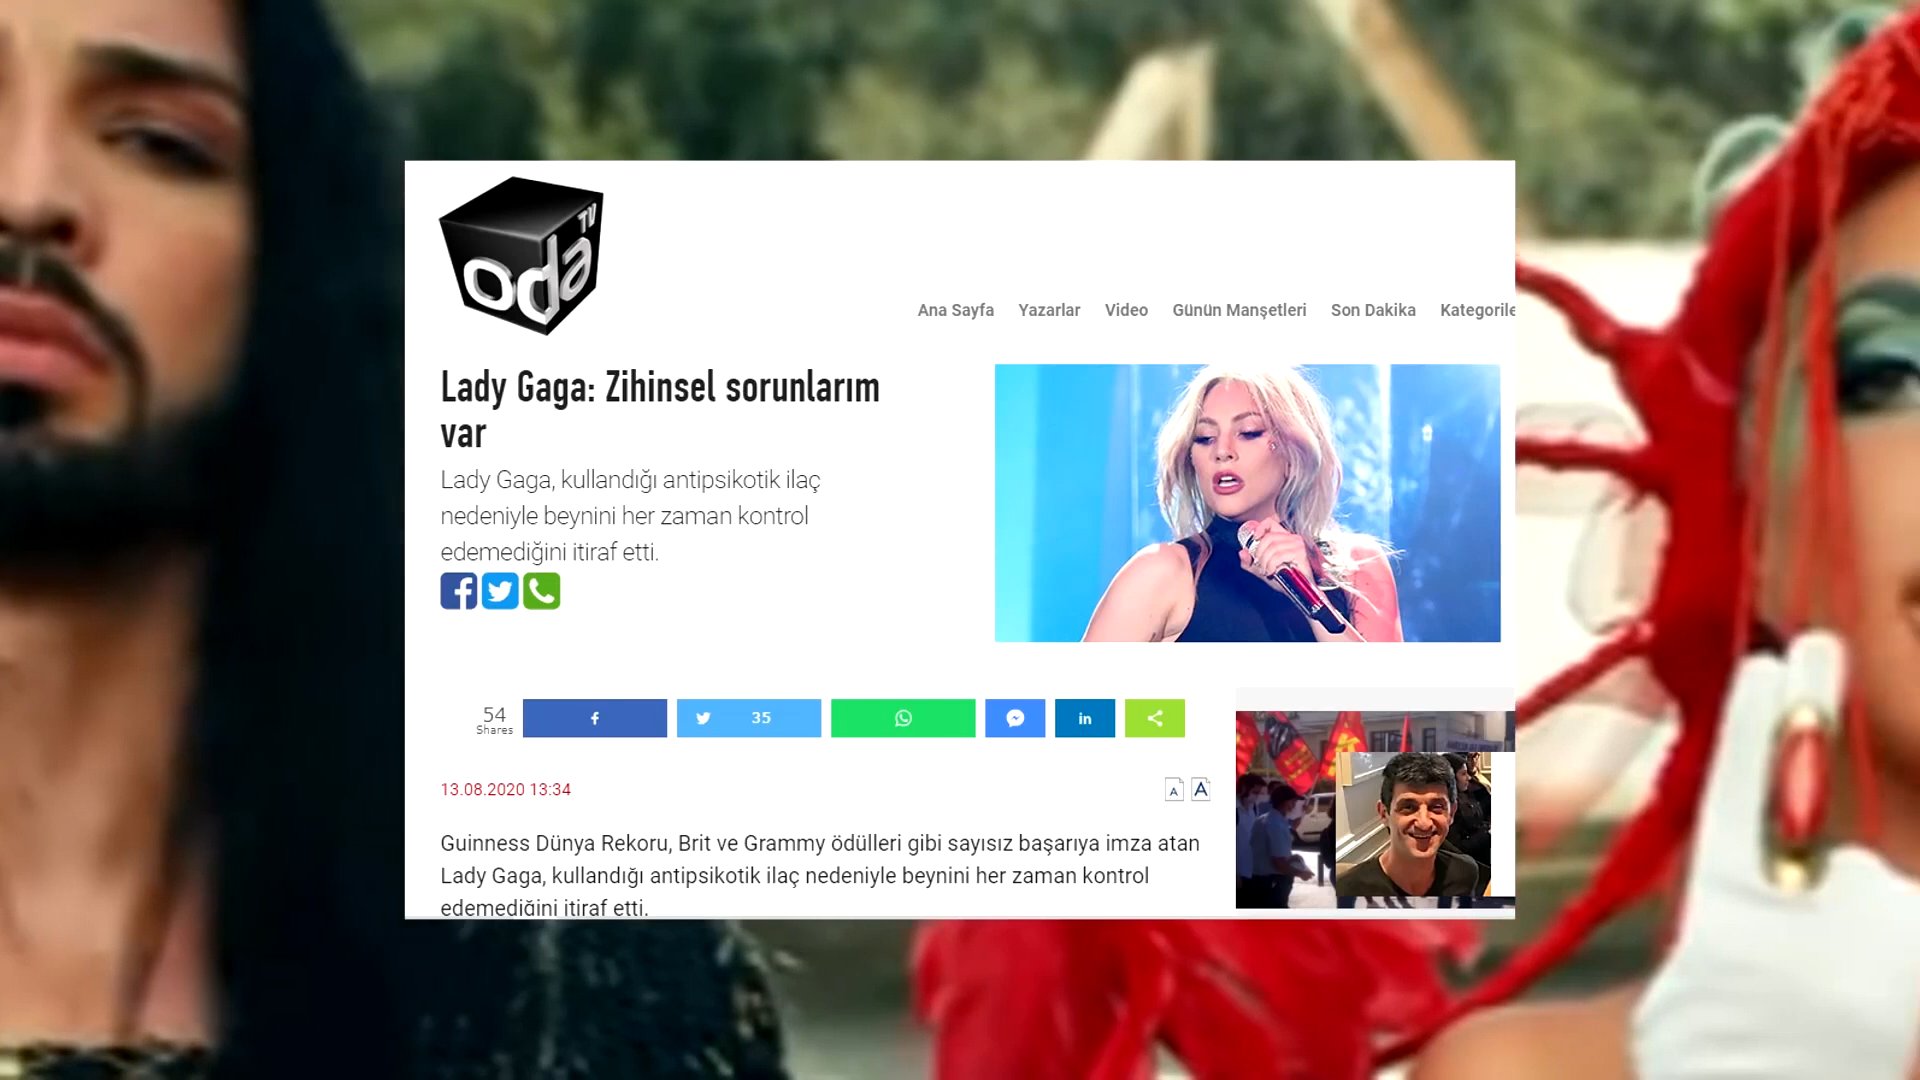 oda TV
Ana Sayfa Yazarlar Video Günün Manşetleri Son Dakika Kategorile
Lady Gaga: Zihinsel sorunlarım
var
Lady Gaga, kullandığı antipsikotik ilaç
nedeniyle beynini her zaman kontrol
edemediğini itiraf etti.
54
Shares
35
13.08.2020 13:34
A A
Guinness Dünya Rekoru, Brit ve Grammy ödülleri gibi sayısız başarıya imza atan
Lady Gaga, kullandığı antipsikotik ilaç nedeniyle beynini her zaman kontrol
edemediğini itiraf etti.